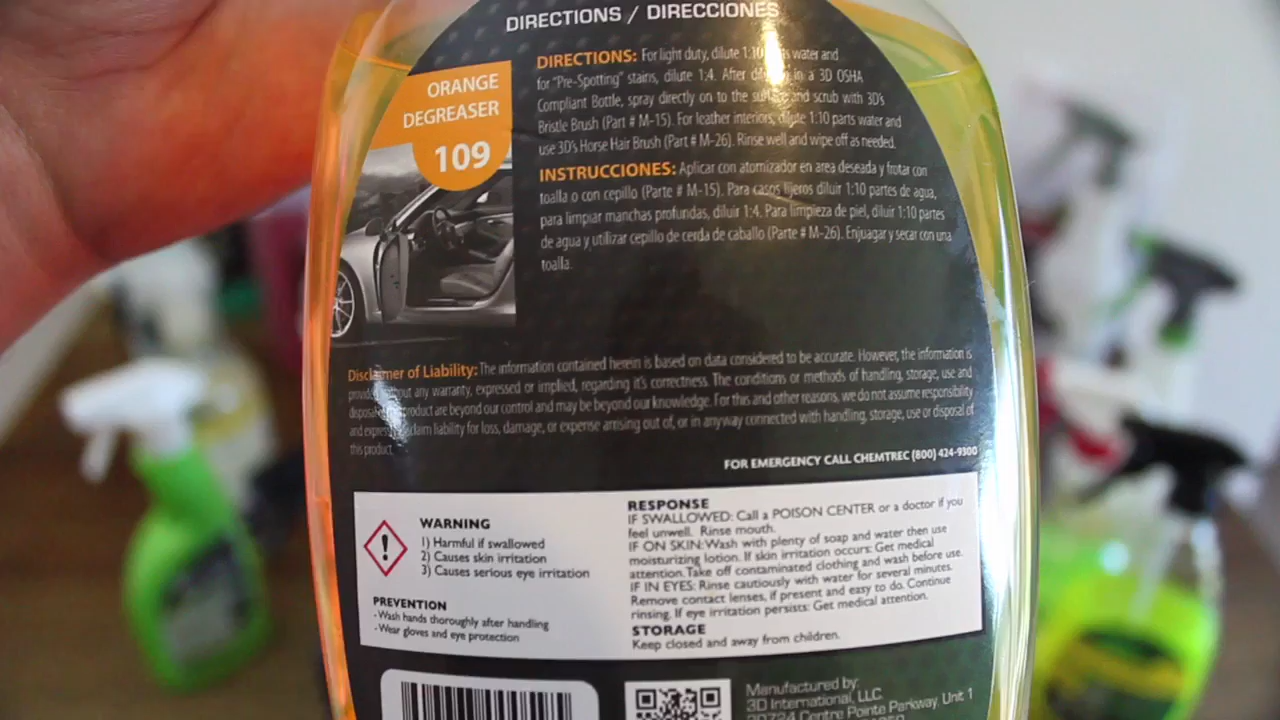 DIRECTIONS / DIRECCIONES
ORANGE
DEGREASER
109
DIRECTIONS: For light duty, dilute 1:10 water and
for "Pre-Spotting" stains, dilute 1:4. After in a 3D OSHA
Compliant Bottle, spray directly on to the and scrub with 3D's
Bristle Brush (Part # M-15). For leather interiors, dilute 1:10 parts water and
use 3D's Horse Hair Brush (Part # M-26). Rinse well and wipe off as needed.
INSTRUCCIONES: Aplicar con atomizador en area deseada y frotar con
toalla o con cepillo (Parte # M-15). Para casos lijeros diluir 1:10 partes de agua,
para limpiar manchas profundas, diluir 1:4. Para limpieza de piel, diluir 1:10 partes
de agua y utilizar cepillo de cerda de caballo (Parte # M-26). Enjuagar y secar con una
toalla.
Disclaimer of Liability: The information contained herein is based on data considered to be accurate. However, the information is
without any warranty, expressed or implied, regarding it's correctness. The conditions or methods of handling, storage, use and
product are beyond our control and may be beyond our knowledge. For this and other reasons, we do not assume responsibility
and liability for loss, damage, or expense arising out of, or in anyway connected with handling, storage, use or disposal of
this product.
FOR EMERGENCY CALL CHEMTREC (800) 424-9300
WARNING
1) Harmful if swallowed
2) Causes skin irritation
3) Causes serious eye irritation
PREVENTION
- Wash hands thoroughly after handling
- Wear gloves and eye protection
RESPONSE
IF SWALLOWED: Call a POISON CENTER or a doctor if you
feel unwell. Rinse mouth.
IF ON SKIN: Wash with plenty of soap and water then use
moisturizing lotion. If skin irritation occurs: Get medical
attention. Take off contaminated clothing and wash before use.
IF IN EYES: Rinse cautiously with water for several minutes.
Remove contact lenses, if present and easy to do. Continue
rinsing. If eye irritation persists: Get medical attention.
STORAGE
Keep closed and away from children.
Manufactured by:
3D International, LLC.
20724 Centre Pointe Parkway, Unit 1